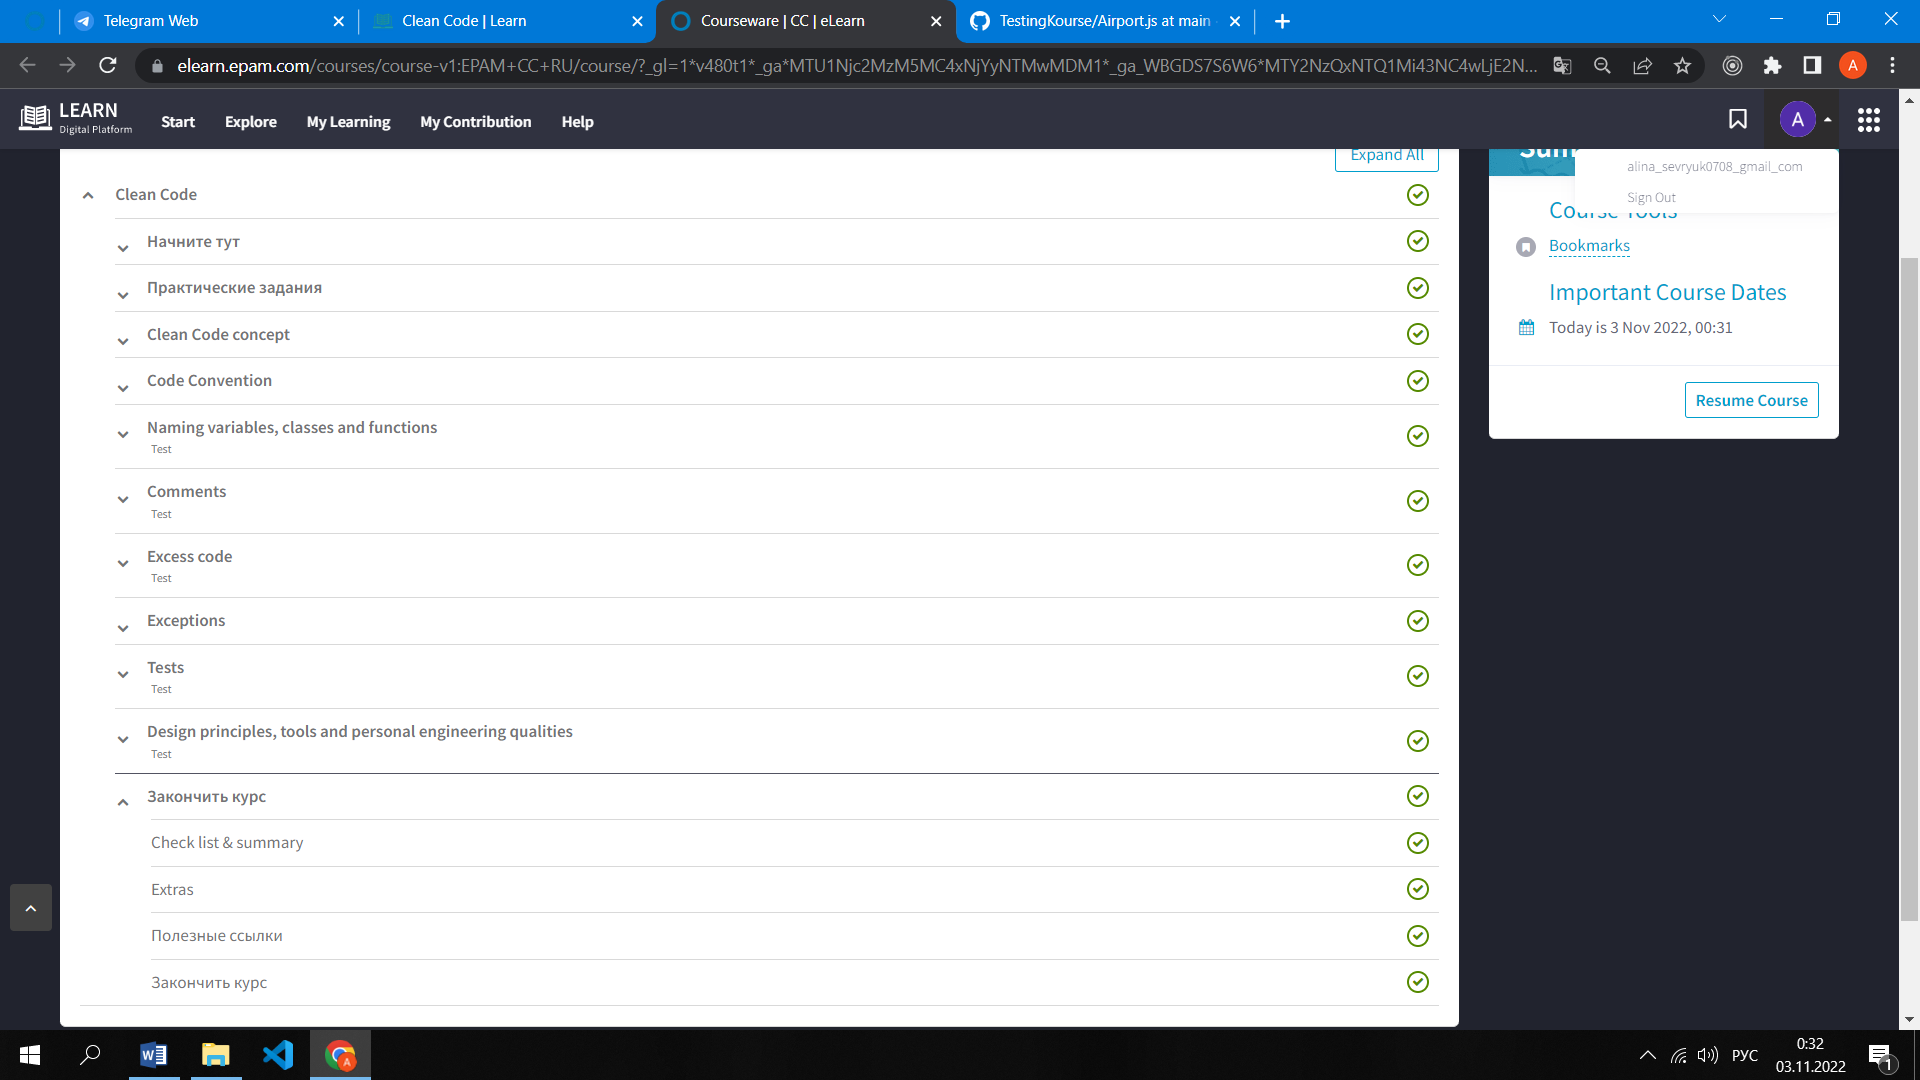 Telegram Web
Clean Code | Learn
Courseware | CC | eLearn
TestingKourse/Airport.js at main
elearn.epam.com/courses/course-v1:EPAM+CC+RU/course/?_gl=1*v480t1*_ga*MTU1Njc2MzM5MC4xNjYyNTMwMDM1*_ga_WBGDS7S6W6*MTY2NzQxNTQ1Mi43NC4wLjE2N...
A
LEARN
Digital Platform
Start
Explore
My Learning
My Contribution
Help
A
Expand All
alina_sevryuk0708_gmail_com
Sign Out
Clean Code
Начните тут
Практические задания
Clean Code concept
Code Convention
Naming variables, classes and functions
Test
Comments
Test
Excess code
Test
Exceptions
Tests
Test
Design principles, tools and personal engineering qualities
Test
Закончить курс
Check list & summary
Extras
Полезные ссылки
Закончить курс
Course Tools
Bookmarks
Important Course Dates
Today is 3 Nov 2022, 00:31
Resume Course
A
РУС
0:32
03.11.2022
1